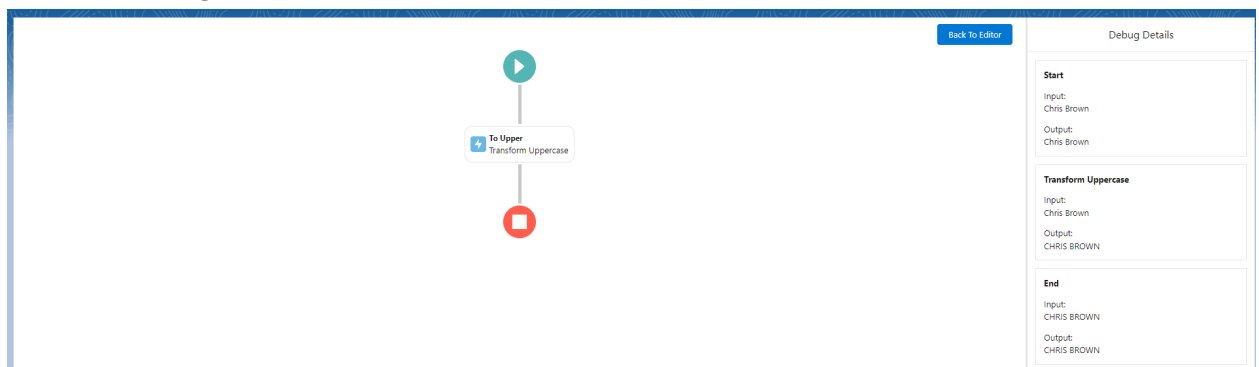 Back To Editor
Debug Details
To Upper
Transform Uppercase
Start
Input:
Chris Brown
Output:
Chris Brown
Transform Uppercase
Input:
Chris Brown
Output:
CHRIS BROWN
End
Input:
CHRIS BROWN
Output:
CHRIS BROWN